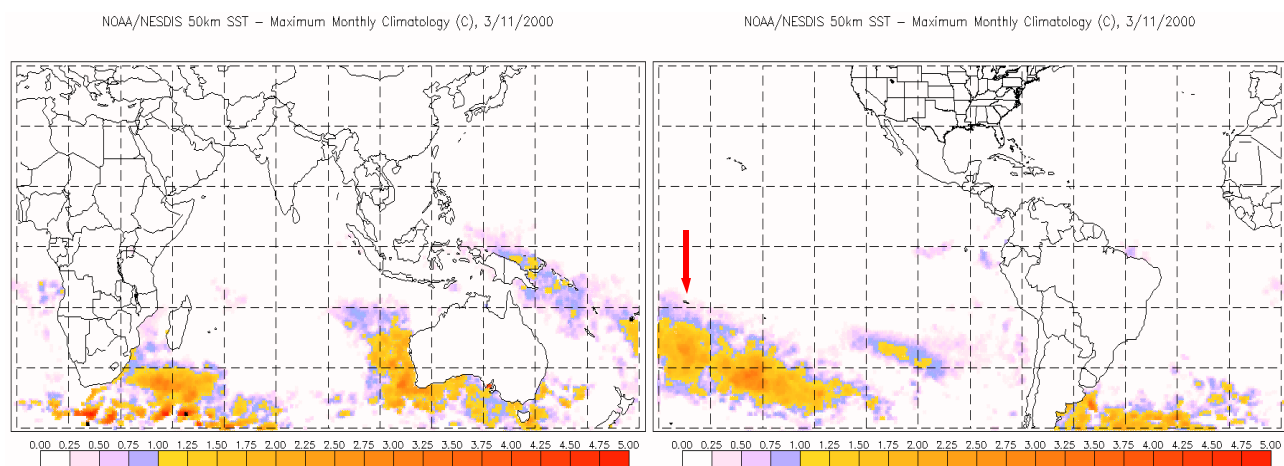 NOAA/NESDIS 50km SST – Maximum Monthly Climatology (C), 3/11/2000
NOAA/NESDIS 50km SST – Maximum Monthly Climatology (C), 3/11/2000
0.00 0.25 0.50 0.75 1.00 1.25 1.50 1.75 2.00 2.25 2.50 2.75 3.00 3.25 3.50 3.75 4.00 4.25 4.50 4.75 5.00
0.00 0.25 0.50 0.75 1.00 1.25 1.50 1.75 2.00 2.25 2.50 2.75 3.00 3.25 3.50 3.75 4.00 4.25 4.50 4.75 5.00